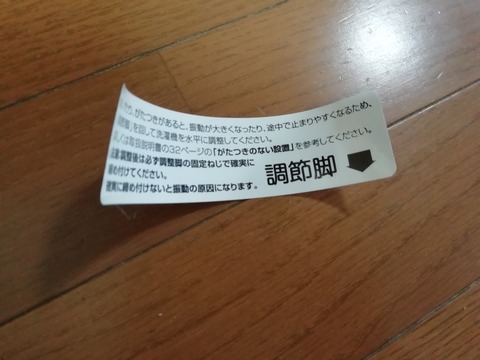 がたつきがあると、振動が大きくなったり、途中で止まりやすくなるため、
を回して洗濯機を水平に調整してください。
くは取扱説明書の32ページの「がたつきのない設置」を参考してください。
調整後は必ず調整脚の固定ねじで確実に
締め付けてください。
確実に締め付けないと振動の原因になります。
調節脚